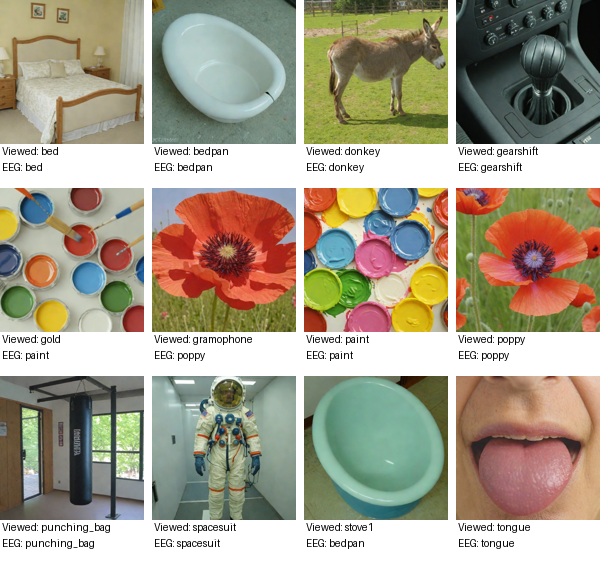 Viewed: bed
EEG: bed
Viewed: bedpan
EEG: bedpan
Viewed: donkey
EEG: donkey
Viewed: gearshift
EEG: gearshift
Viewed: gold
EEG: paint
Viewed: gramophone
EEG: poppy
Viewed: paint
EEG: paint
Viewed: poppy
EEG: poppy
Viewed: punching_bag
EEG: punching_bag
Viewed: spacesuit
EEG: spacesuit
Viewed: stove1
EEG: bedpan
Viewed: tongue
EEG: tongue